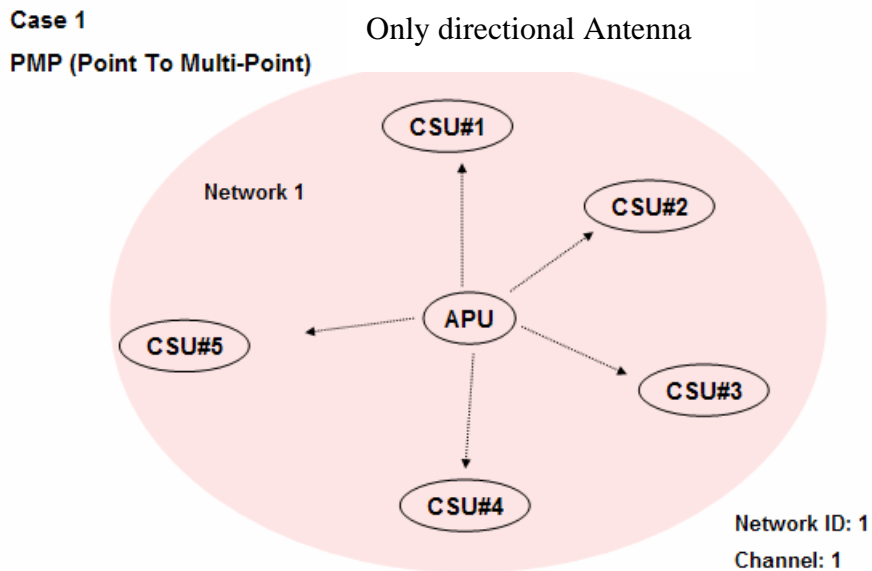 Case 1
Only directional Antenna
PMP (Point To Multi-Point)
CSU#1
Network 1
CSU#2
APU
CSU#5
CSU#3
CSU#4
Network ID: 1
Channel: 1